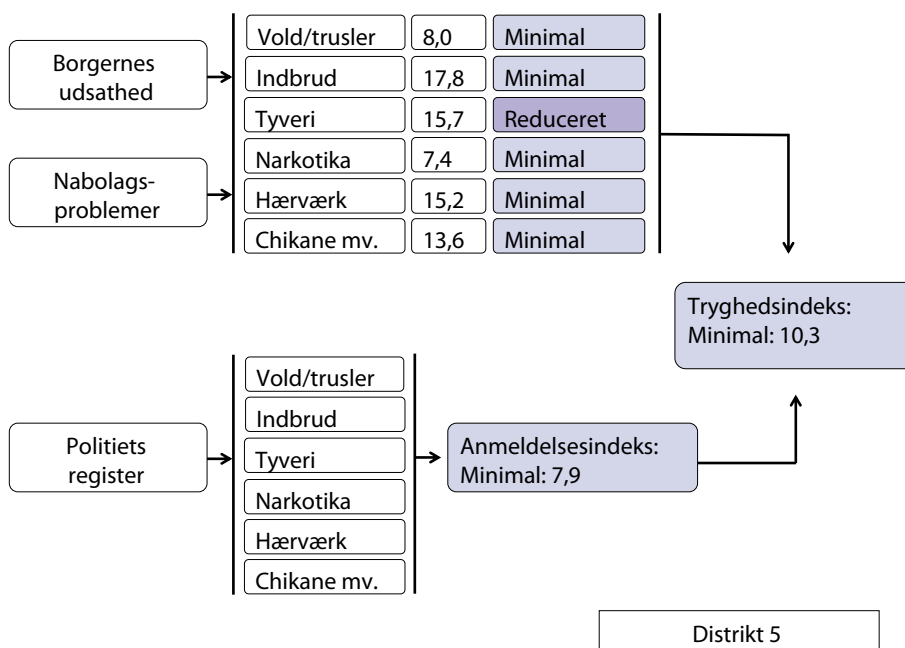 Borgernes
udsathed
Nabolags-
problemer
Vold/trusler 8,0 Minimal
Indbrud 17,8 Minimal
Tyveri 15,7 Reduceret
Narkotika 7,4 Minimal
Hærværk 15,2 Minimal
Chikane mv. 13,6 Minimal
Tryghedsindeks:
Minimal: 10,3
Politiets
register
Vold/trusler
Indbrud
Tyveri
Narkotika
Hærværk
Chikane mv.
Anmeldelsesindeks:
Minimal: 7,9
Distrikt 5